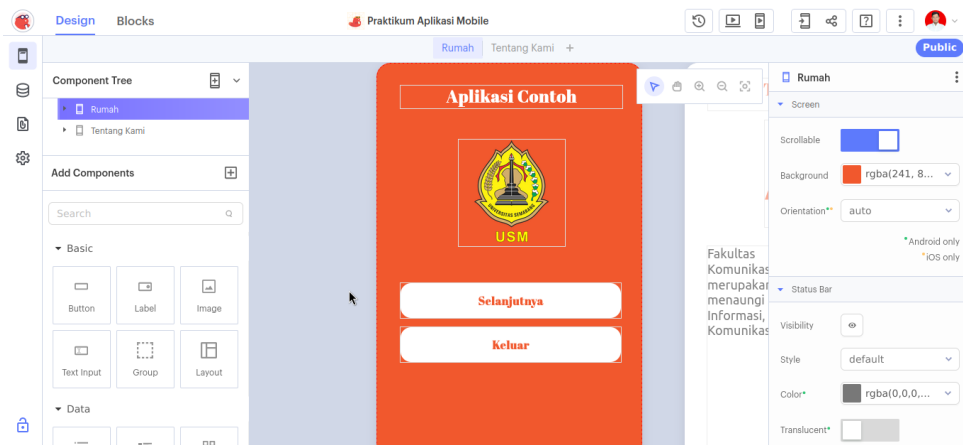 Design
Blocks
Praktikum Aplikasi Mobile
Rumah
Tentang Kami
+
Public
Component Tree
Rumah
Tentang Kami
Add Components
Search
Basic
Button
Label
Image
Text Input
Group
Layout
Data
Aplikasi Contoh
UNIVERSITAS SEMARANG
USM
Selanjutnya
Keluar
Fakultas
Komunikas
merupakan
menaungi
Informasi,
Komunikas
Rumah
Screen
Scrollable
Background
rgba(241, 8...
Orientation**
auto
*Android only
*iOS only
Status Bar
Visibility
Style
default
Color*
rgba(0,0,0,...
Translucent*